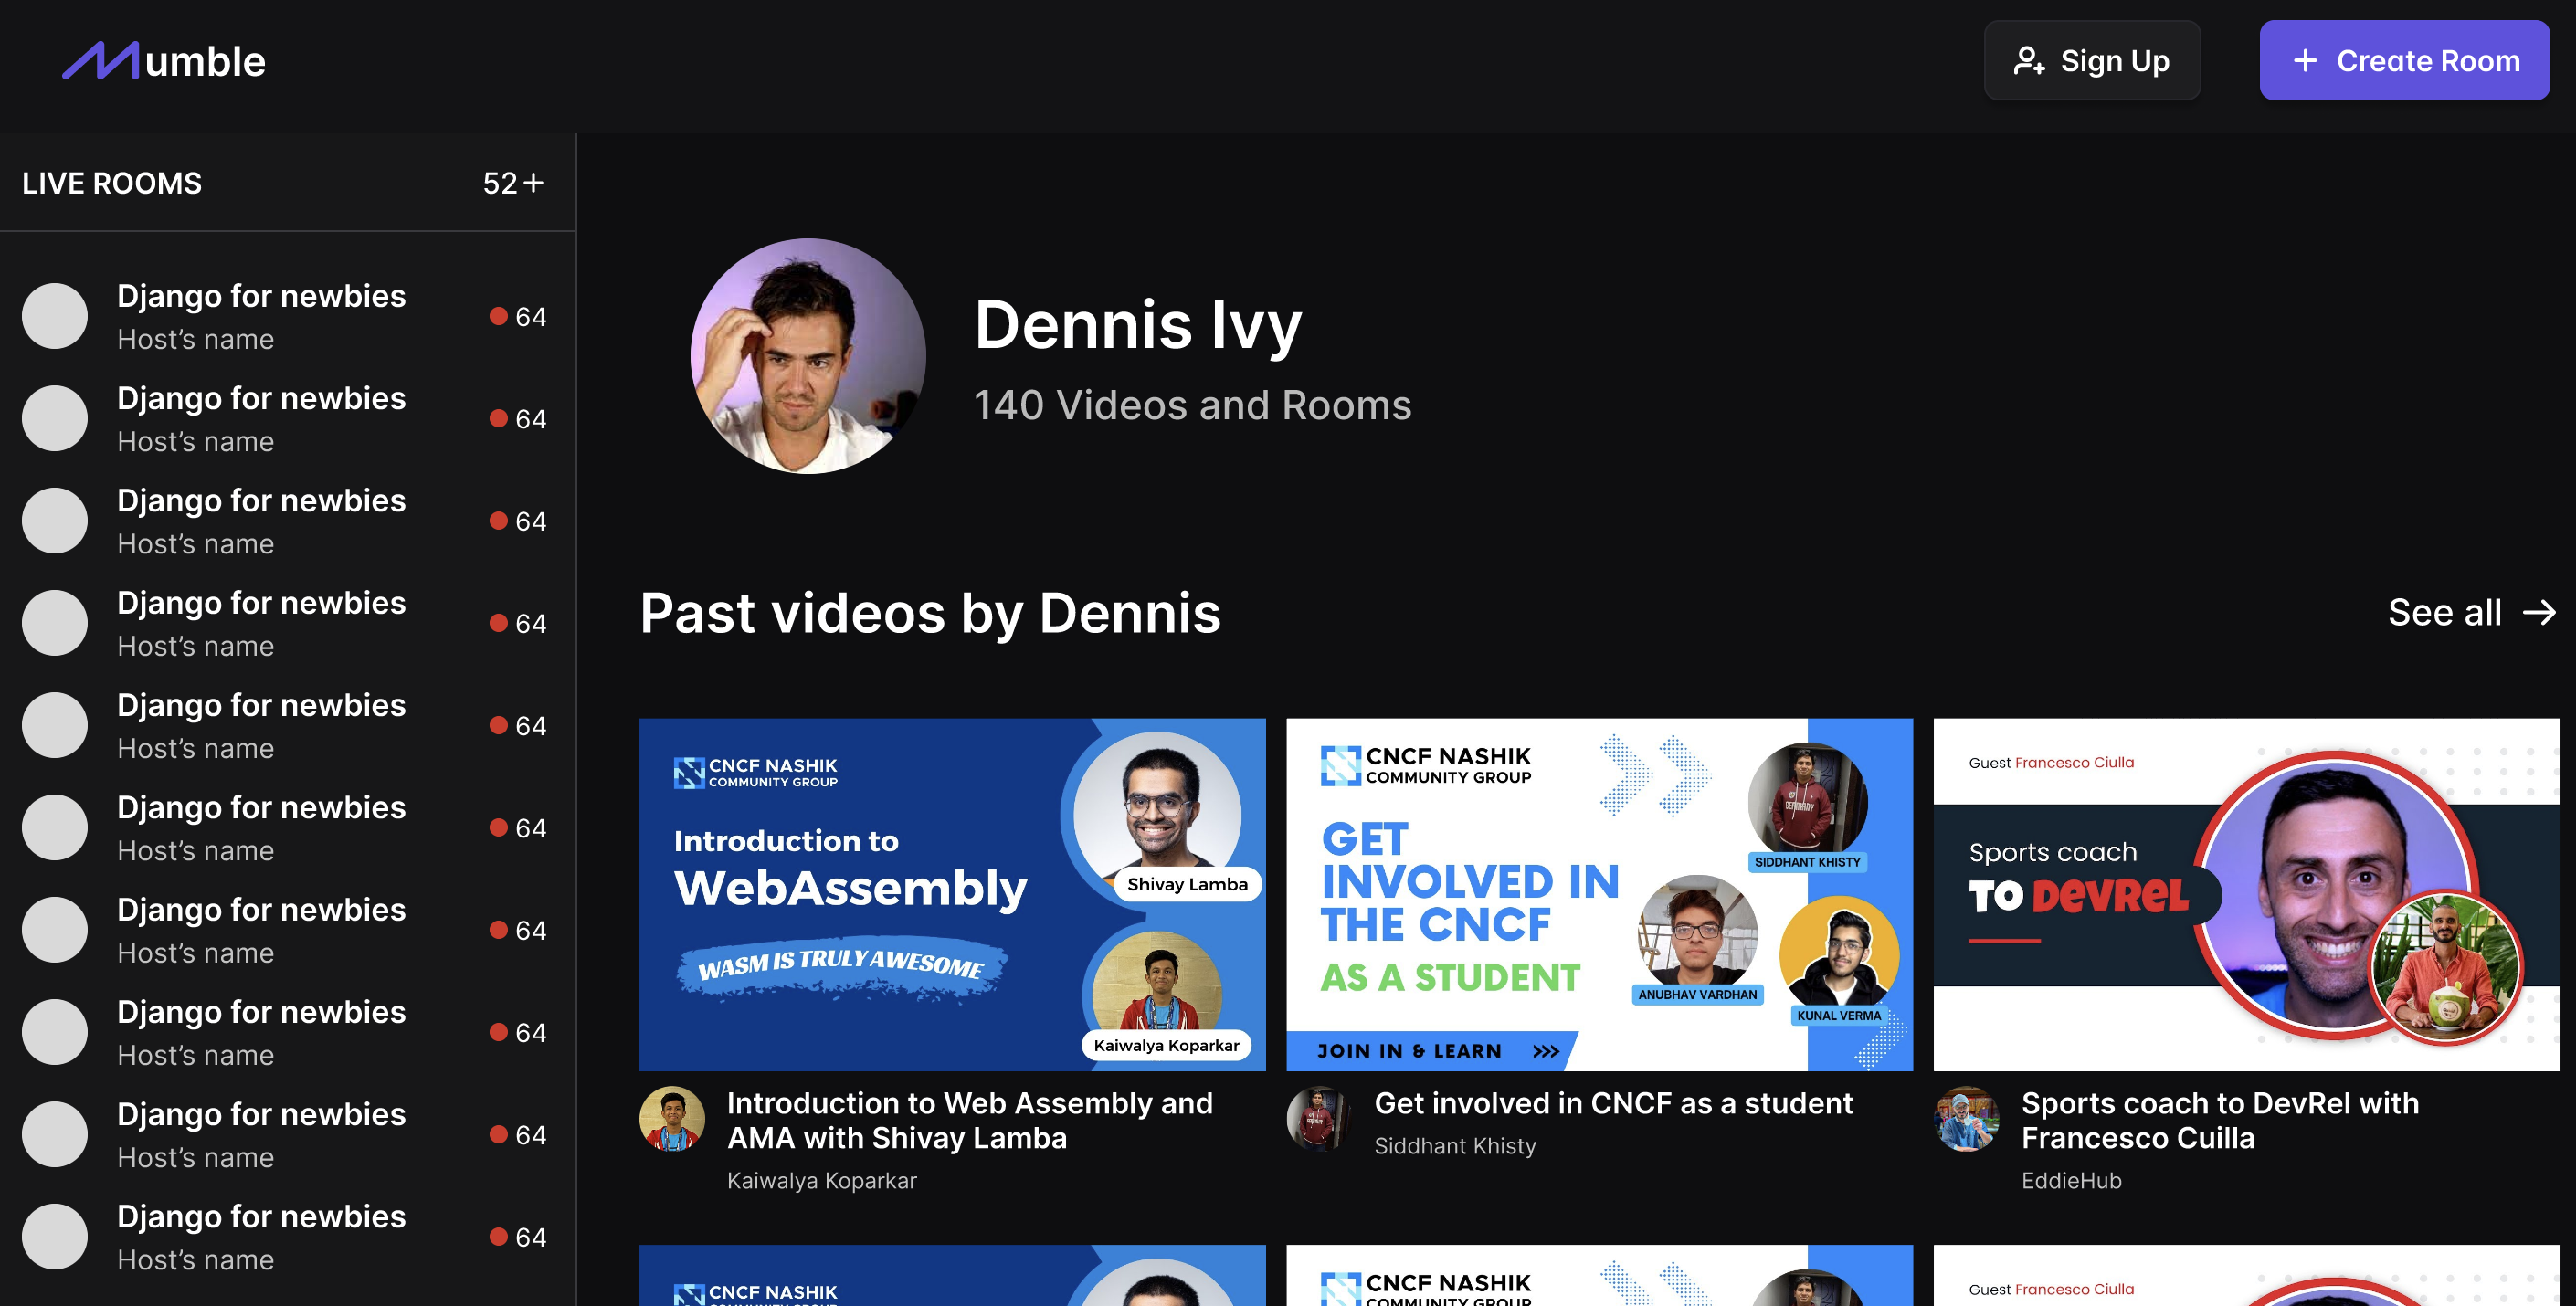 Mumble
Sign Up
+ Create Room
LIVE ROOMS 52+
Django for newbies
Host’s name
64
Django for newbies
Host’s name
64
Django for newbies
Host’s name
64
Django for newbies
Host’s name
64
Django for newbies
Host’s name
64
Django for newbies
Host’s name
64
Django for newbies
Host’s name
64
Django for newbies
Host’s name
64
Django for newbies
Host’s name
64
Django for newbies
Host’s name
64
Dennis Ivy
140 Videos and Rooms
Past videos by Dennis
See all →
CNCF NASHIK
COMMUNITY GROUP
Introduction to
WebAssembly
WASM IS TRULY AWESOME
Shivay Lamba
Kaiwalya Koparkar
Introduction to Web Assembly and
AMA with Shivay Lamba
Kaiwalya Koparkar
CNCF NASHIK
COMMUNITY GROUP
GET
INVOLVED IN
THE CNCF
AS A STUDENT
JOIN IN & LEARN >>>
SIDDHANT KHISTY
ANUBHAV VARDHAN
KUNAL VERMA
Get involved in CNCF as a student
Siddhant Khisty
Guest Francesco Ciulla
Sports coach
TO DevRel
Sports coach to DevRel with
Francesco Cuilla
EddieHub
CNCF NASHIK
COMMUNITY GROUP
CNCF NASHIK
COMMUNITY GROUP
Guest Francesco Ciulla